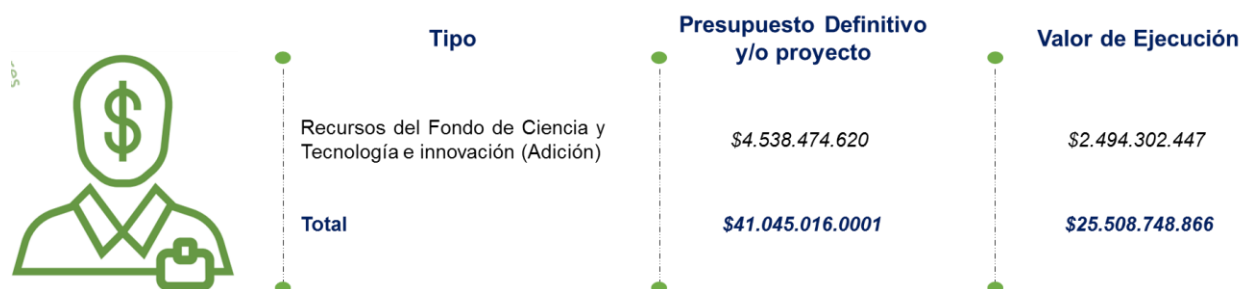 Tipo
Presupuesto Definitivo
y/o proyecto
Valor de Ejecución
Recursos del Fondo de Ciencia y
Tecnología e innovación (Adición)
$4.538.474.620
$2.494.302.447
Total
$41.045.016.0001
$25.508.748.866